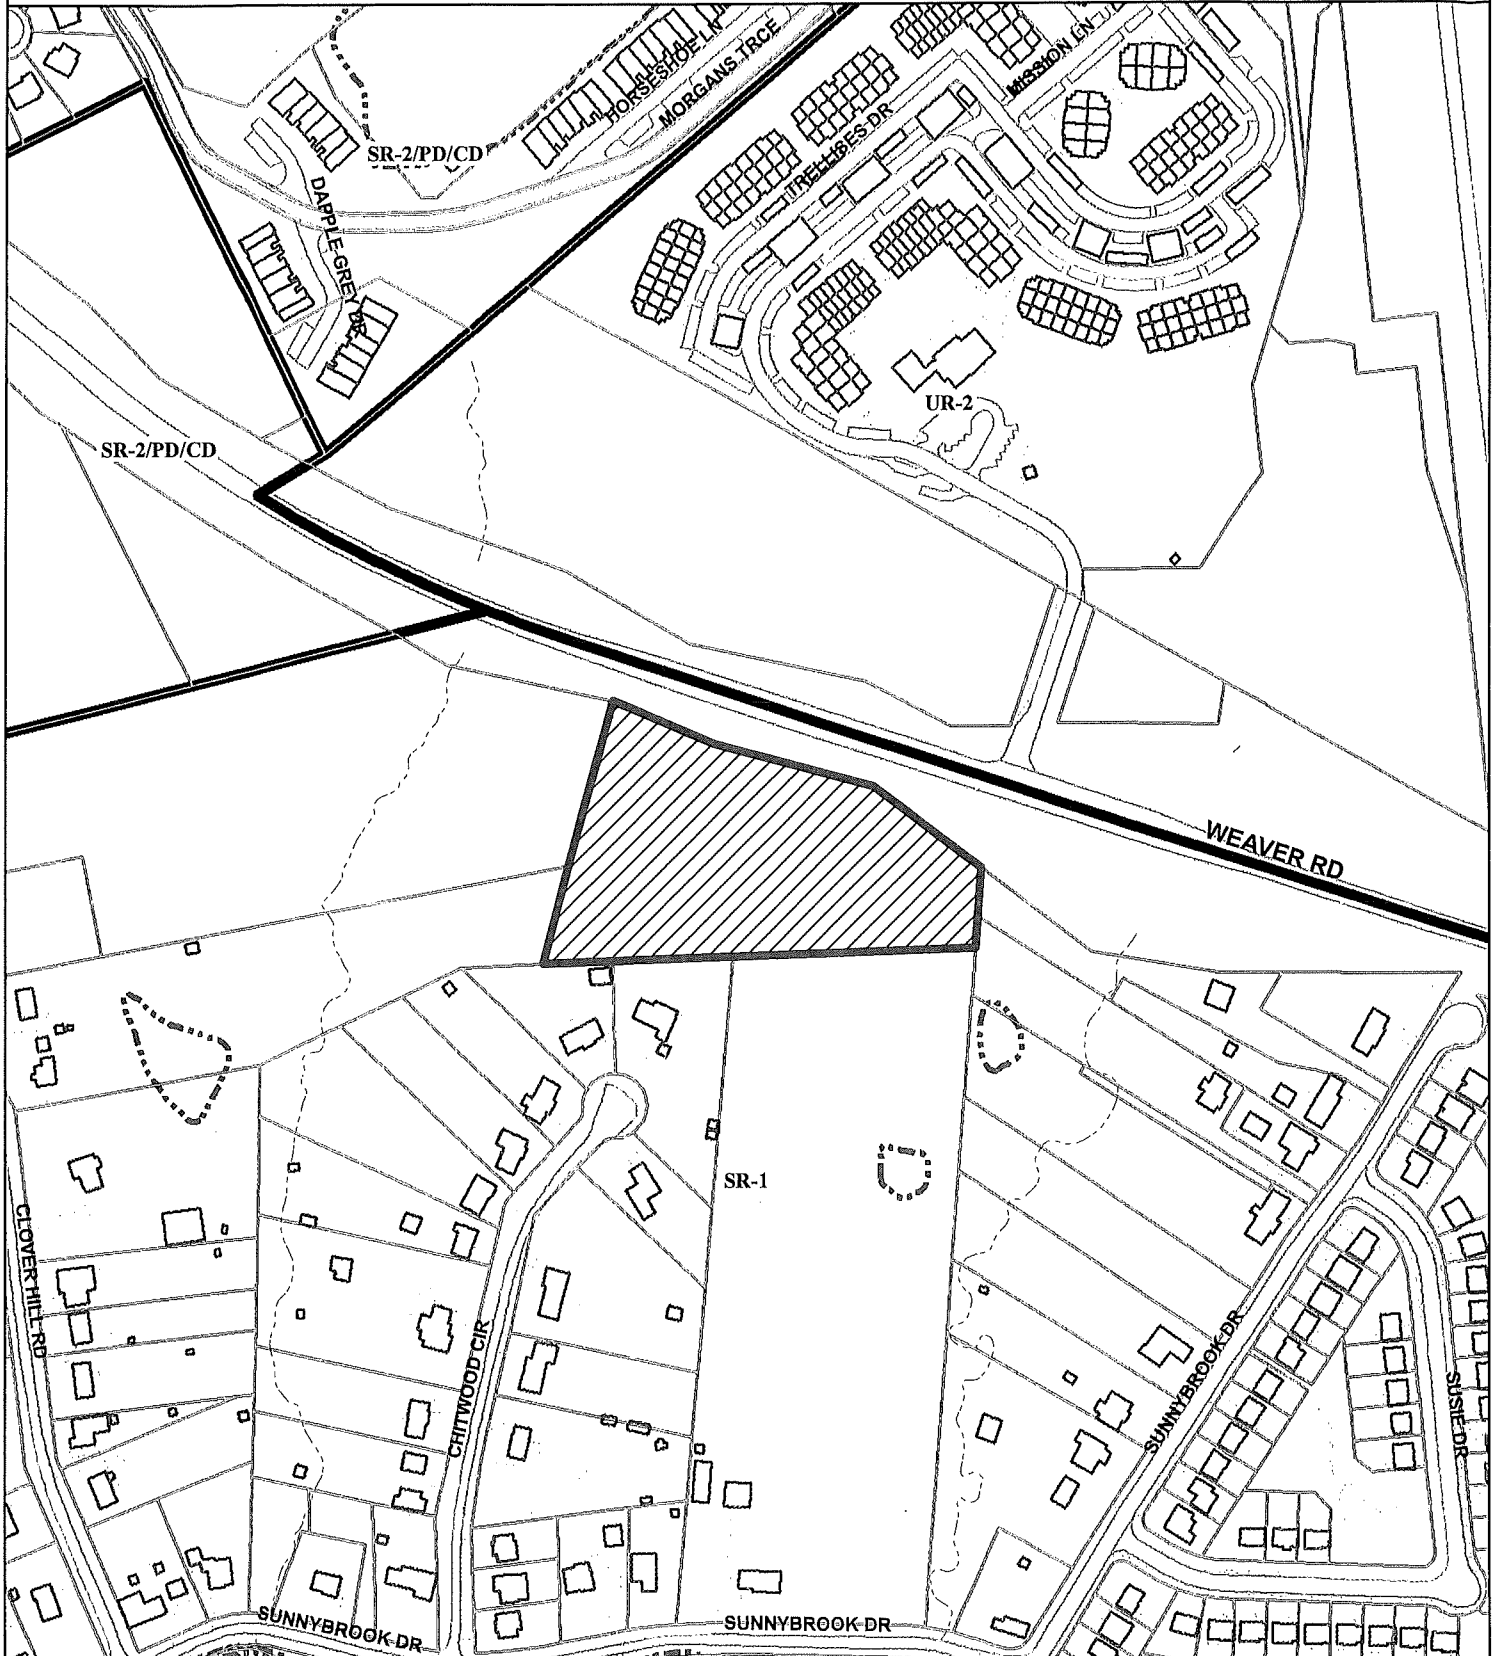 HORSESHOE LN
MORGANS TRCE
MISSION LN
TRELLISES DR
SR-2/PD/CD
DAPPLE GREY DR
UR-2
SR-2/PD/CD
WEAVER RD
SR-1
CLOVER HILL RD
CHITWOOD CIR
SUNNYBROOK DR
SUSIE DR
SUNNYBROOK DR
SUNNYBROOK DR